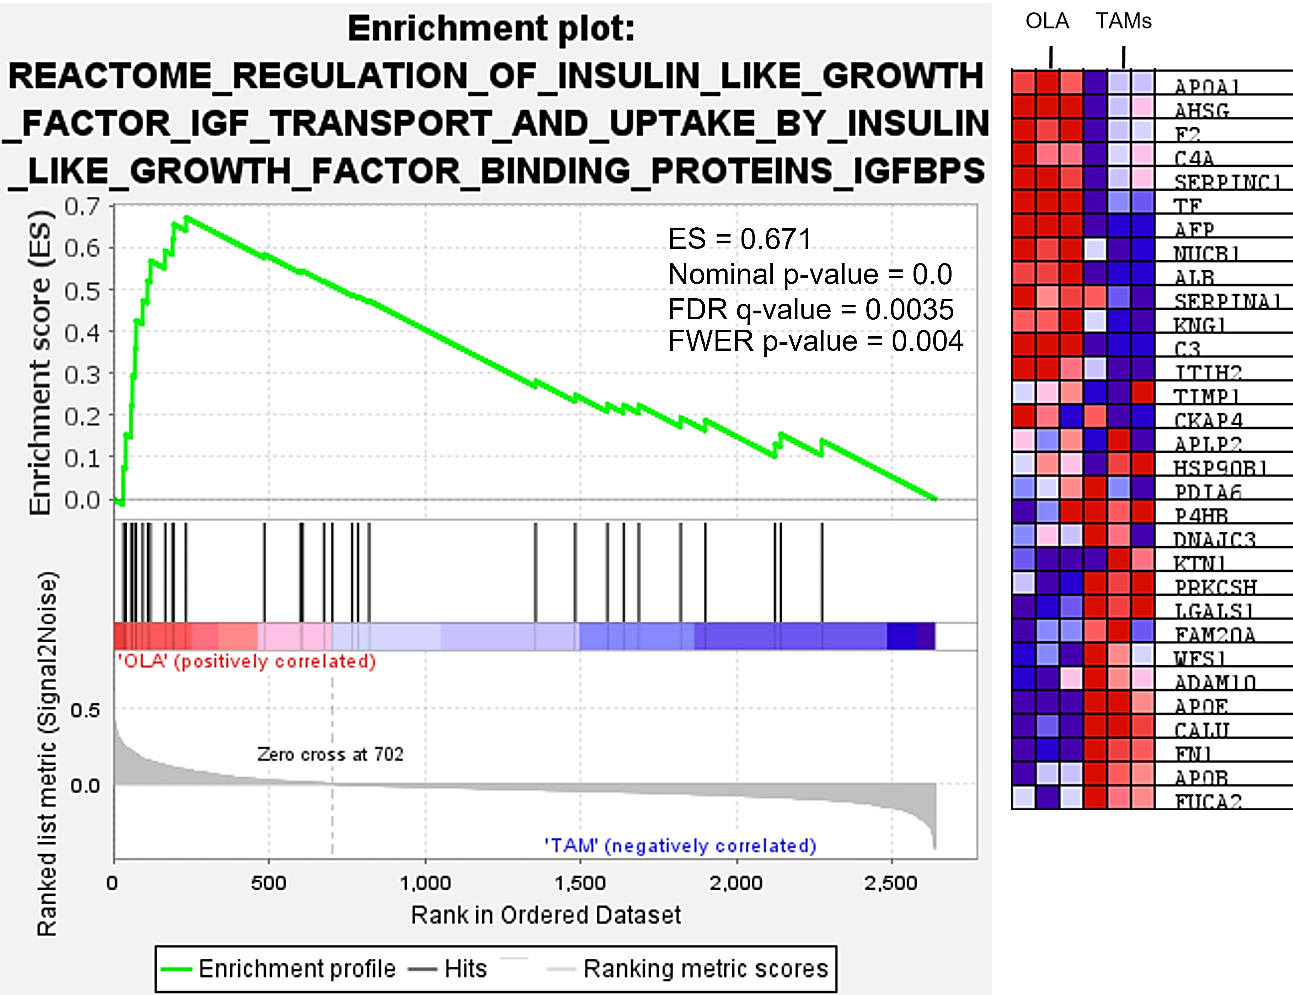 Enrichment plot:
REACTOME_REGULATION_OF_INSULIN_LIKE_GROWTH
_FACTOR_IGF_TRANSPORT_AND_UPTAKE_BY_INSULIN
_LIKE_GROWTH_FACTOR_BINDING_PROTEINS_IGFBPS
Enrichment score (ES)
0.7
0.6
0.5
0.4
0.3
0.2
0.1
0.0
ES = 0.671
Nominal p-value = 0.0
FDR q-value = 0.0035
FWER p-value = 0.004
'OLA' (positively correlated)
Ranked list metric (Signal2Noise)
0.5
0.0
Zero cross at 702
'TAM' (negatively correlated)
0
500
1,000
1,500
2,000
2,500
Rank in Ordered Dataset
Enrichment profile
Hits
Ranking metric scores
OLA TAMs
APOA1
AHSG
F2
C4A
SERPINC1
TF
AFP
NUCB1
ALB
SERPINA1
KNG1
C3
ITIH2
TIMP1
CKAP4
APLP2
HSP90B1
PDIA6
P4HB
DNAJC3
KTN1
PRKCSH
LGALS1
FAM20A
WFS1
ADAM10
APOE
CALU
FN1
APOB
FUCA2